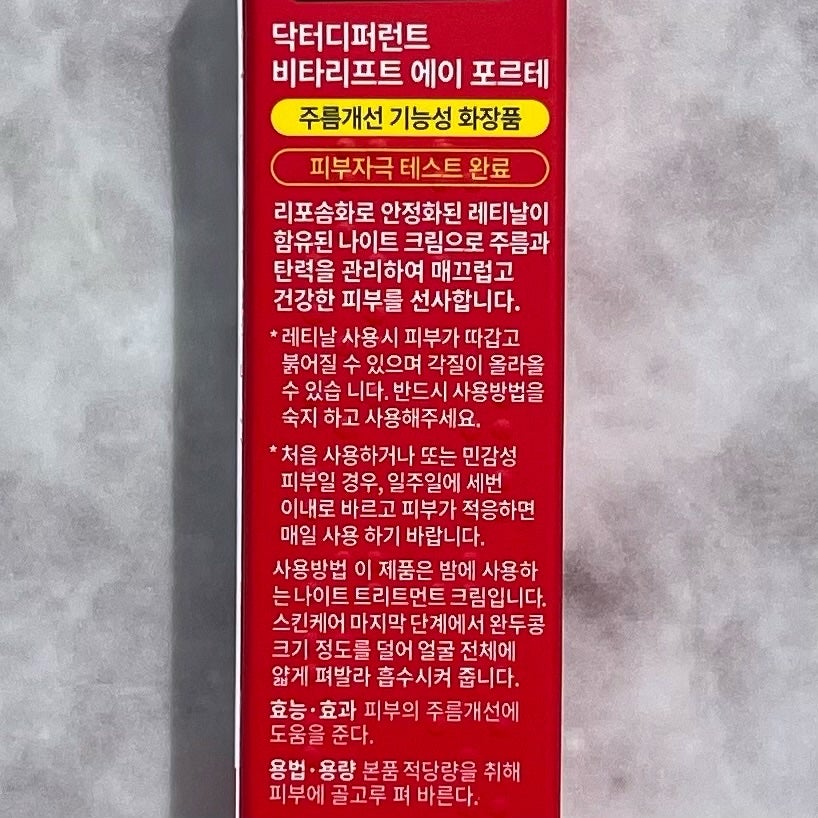 닥터디퍼런트
비타리프트 에이 포르테
주름개선 기능성 화장품
피부자극 테스트 완료
리포솜화로 안정화된 레티날이
함유된 나이트 크림으로 주름과
탄력을 관리하여 매끄럽고
건강한 피부를 선사합니다.
* 레티날 사용시 피부가 따갑고
붉어질 수 있으며 각질이 올라올
수 있습 니다. 반드시 사용방법을
숙지 하고 사용해주세요.
* 처음 사용하거나 또는 민감성
피부일 경우, 일주일에 세번
이내로 바르고 피부가 적응하면
매일 사용 하기 바랍니다.
사용방법 이 제품은 밤에 사용하
는 나이트 트리트먼트 크림입니다.
스킨케어 마지막 단계에서 완두콩
크기 정도를 덜어 얼굴 전체에
얇게 펴발라 흡수시켜 줍니다.
효능·효과 피부의 주름개선에
도움을 준다.
용법·용량 본품 적당량을 취해
피부에 골고루 펴 바른다.